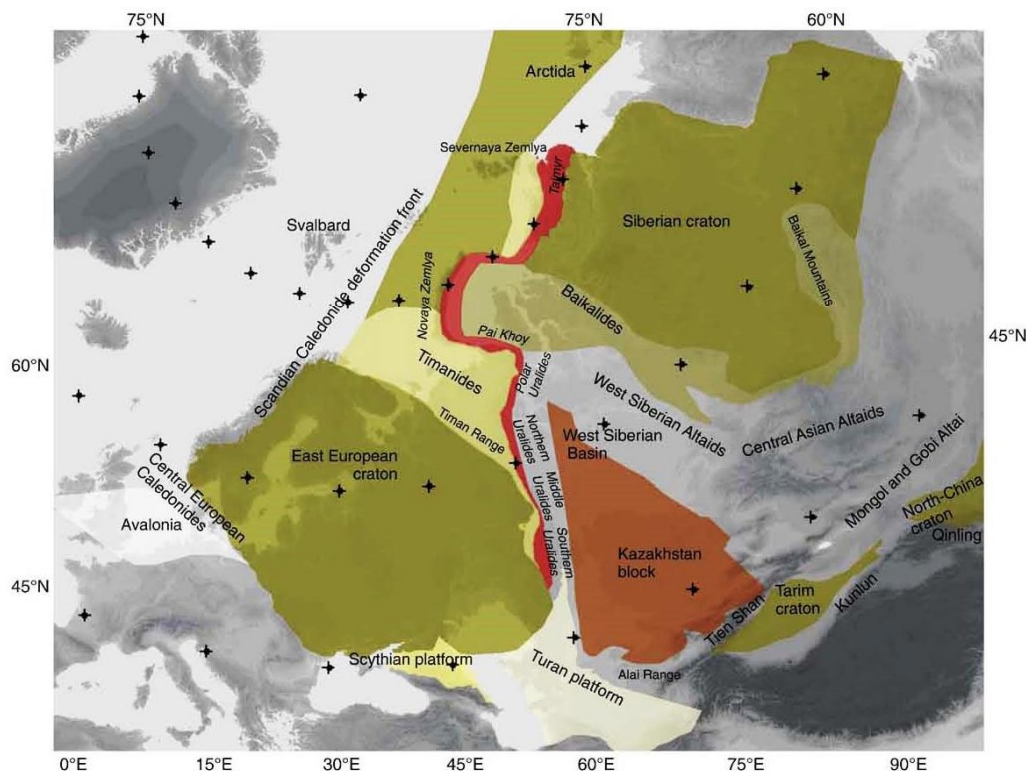 75°N
75°N
60°N
Arctida
Severnaya Zemlya
Taimyr
Svalbard
Scandian Caledonide deformation front
Siberian craton
Baikal Mountains
Novaya Zemlya
Baikalides
Pai Khoy
45°N
60°N
Timanides
Polar
Uralides
West Siberian Altaids
Timan Range
Northern
Uralides
West Siberian
Basin
Central Asian Altaids
East European
craton
Middle
Uralides
Mongol and Gobi Altai
Central European
Caledonides
Avalonia
North-China
craton
Qinling
Southern
Uralides
Kazakhstan
block
45°N
Tarim
craton
Kunlun
Tien Shan
Scythian platform
Turan platform
Alai Range
0°E
15°E
30°E
45°E
60°E
75°E
90°E